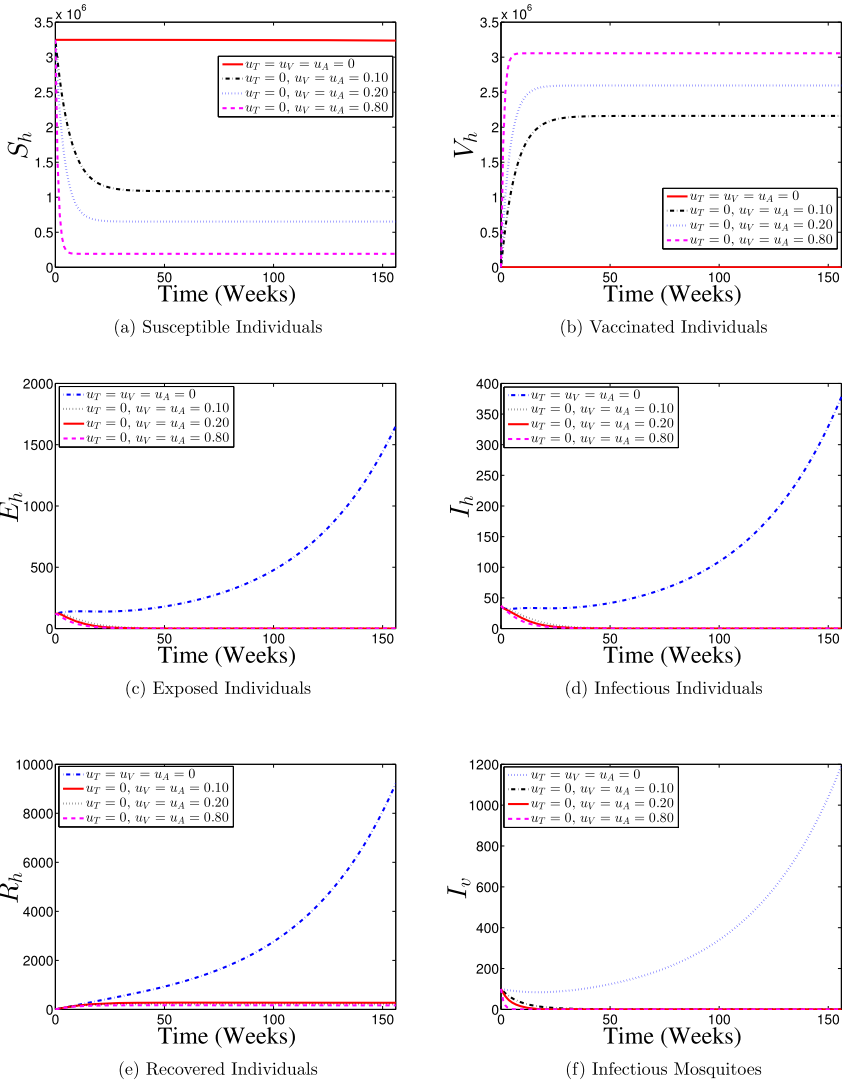 x 10⁶
3.5
3
2.5
2
1.5
1
0.5
0
S_h
u_T = u_V = u_A = 0
u_T = 0, u_V = u_A = 0.10
u_T = 0, u_V = u_A = 0.20
u_T = 0, u_V = u_A = 0.80
0 50 100 150
Time (Weeks)
(a) Susceptible Individuals
x 10⁶
3.5
3
2.5
2
1.5
1
0.5
0
V_h
u_T = u_V = u_A = 0
u_T = 0, u_V = u_A = 0.10
u_T = 0, u_V = u_A = 0.20
u_T = 0, u_V = u_A = 0.80
0 50 100 150
Time (Weeks)
(b) Vaccinated Individuals
2000
1500
1000
500
0
E_h
u_T = u_V = u_A = 0
u_T = 0, u_V = u_A = 0.10
u_T = 0, u_V = u_A = 0.20
u_T = 0, u_V = u_A = 0.80
0 50 100 150
Time (Weeks)
(c) Exposed Individuals
400
350
300
250
200
150
100
50
0
I_h
u_T = u_V = u_A = 0
u_T = 0, u_V = u_A = 0.10
u_T = 0, u_V = u_A = 0.20
u_T = 0, u_V = u_A = 0.80
0 50 100 150
Time (Weeks)
(d) Infectious Individuals
10000
8000
6000
4000
2000
0
R_h
u_T = u_V = u_A = 0
u_T = 0, u_V = u_A = 0.10
u_T = 0, u_V = u_A = 0.20
u_T = 0, u_V = u_A = 0.80
0 50 100 150
Time (Weeks)
(e) Recovered Individuals
1200
1000
800
600
400
200
0
I_v
u_T = u_V = u_A = 0
u_T = 0, u_V = u_A = 0.10
u_T = 0, u_V = u_A = 0.20
u_T = 0, u_V = u_A = 0.80
0 50 100 150
Time (Weeks)
(f) Infectious Mosquitoes